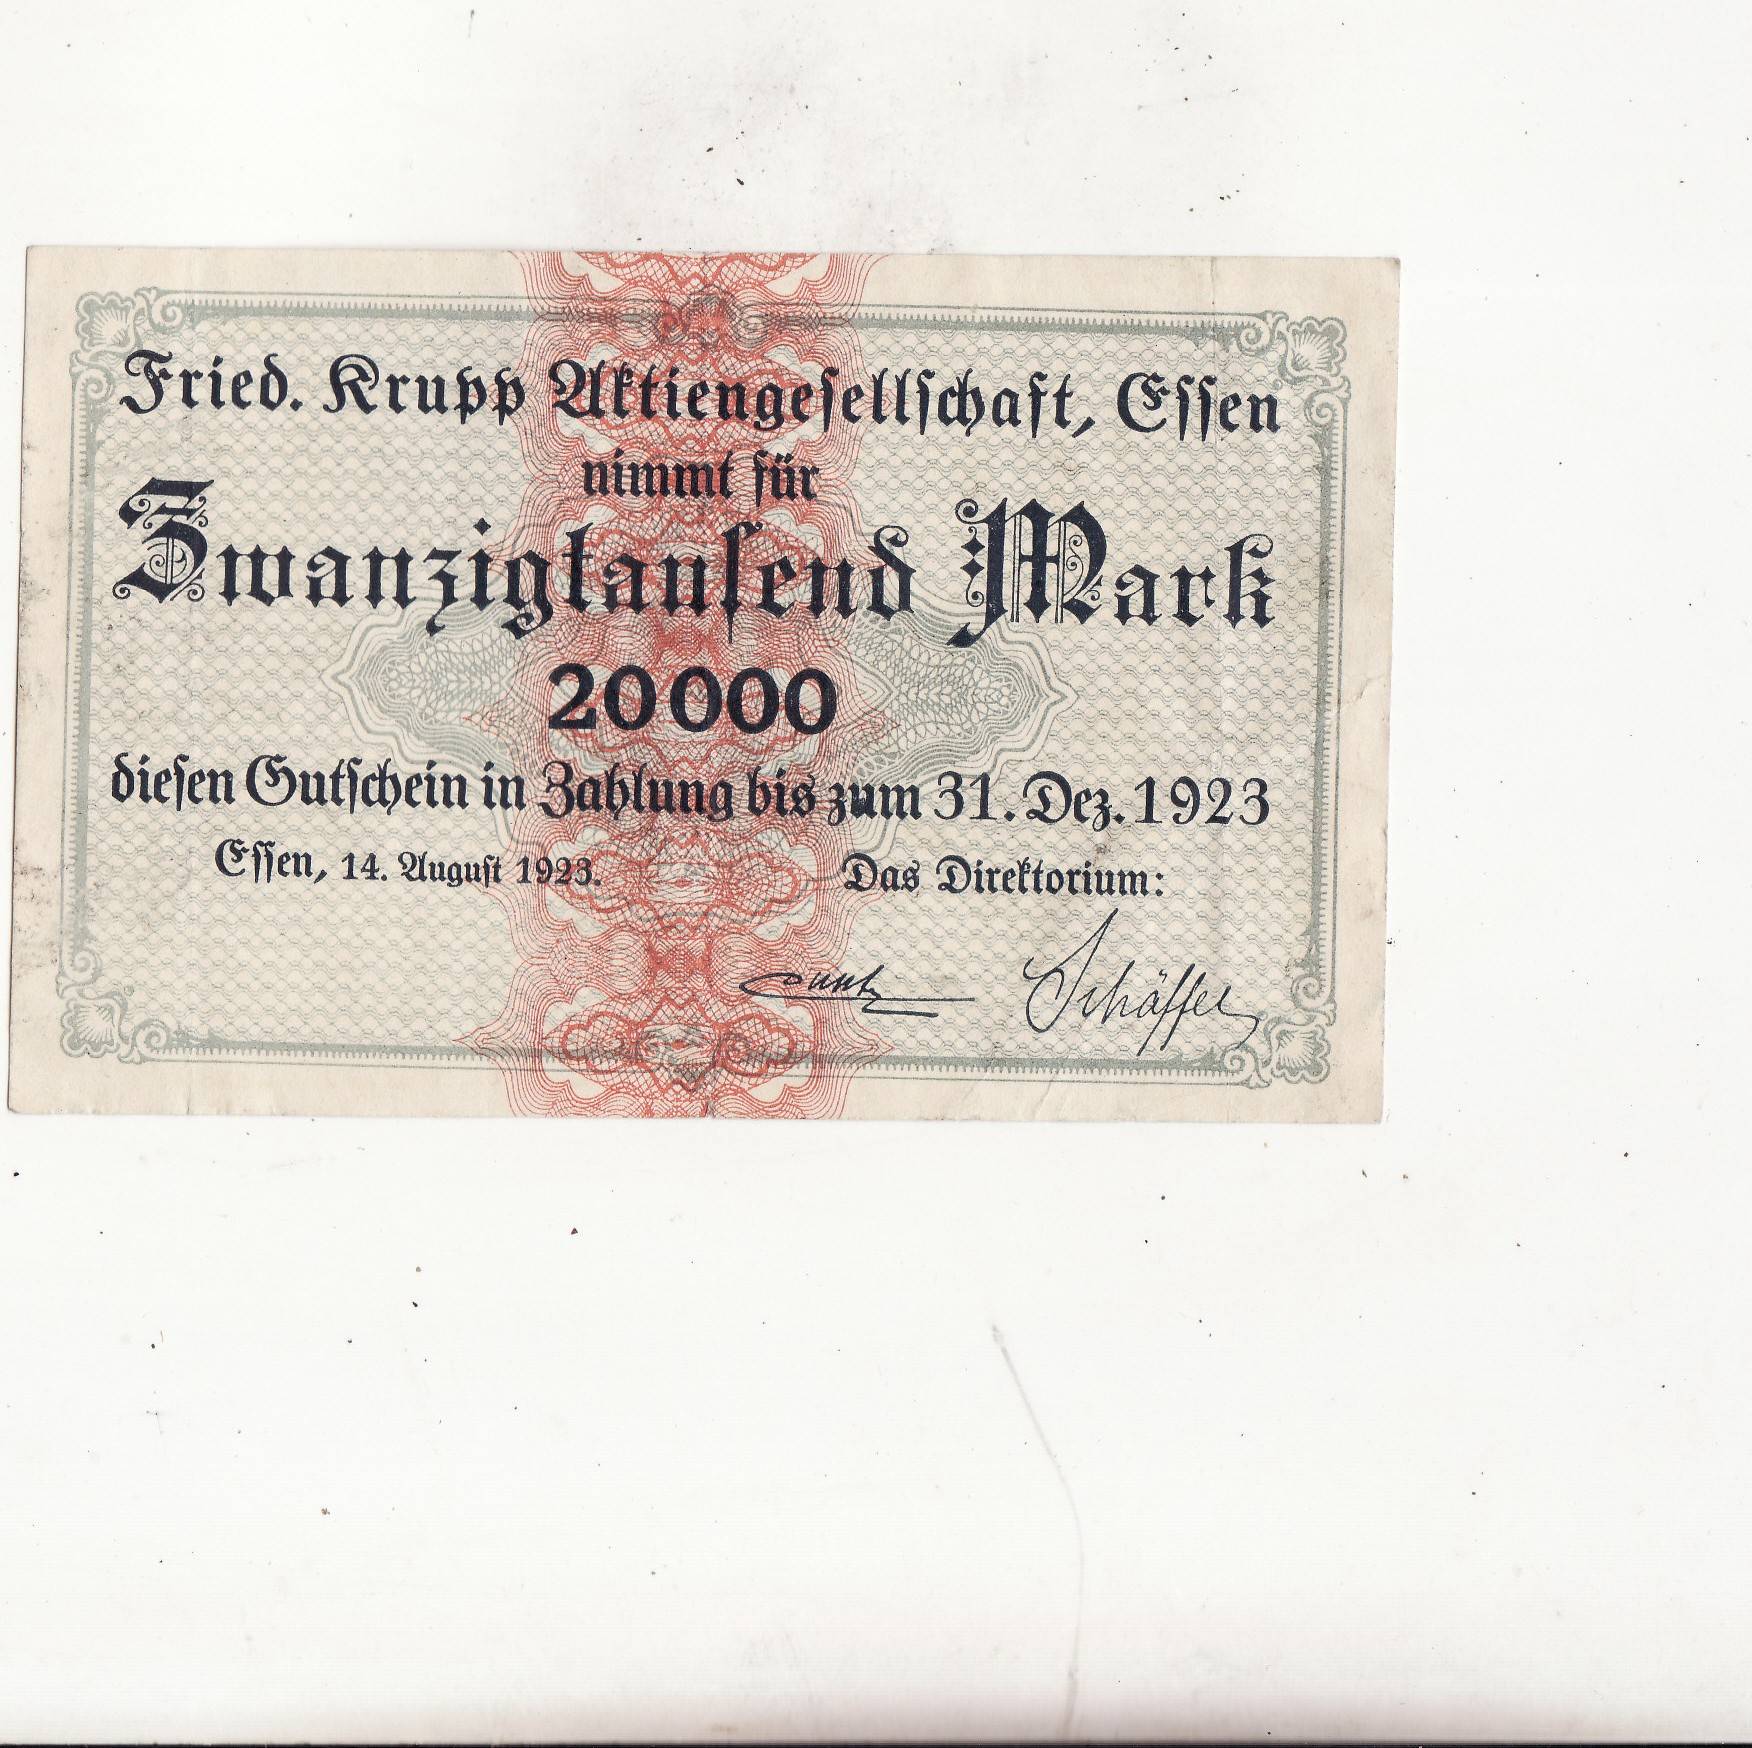 Fried. Krupp Aktiengesellschaft, Essen
nimmt für
Zwanzigtausend Mark
20000
diesen Gutschein in Zahlung bis zum 31. Dez. 1923
Essen, 14. August 1923.
Das Direktorium:
Schäffer